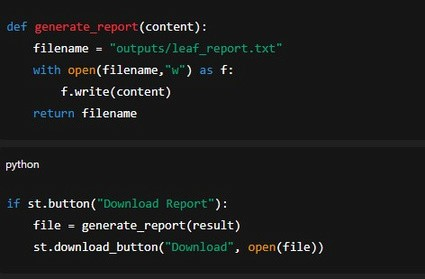 def generate_report(content):
    filename = "outputs/leaf_report.txt"
    with open(filename,"w") as f:
        f.write(content)
    return filename
python
if st.button("Download Report"):
    file = generate_report(result)
    st.download_button("Download", open(file))